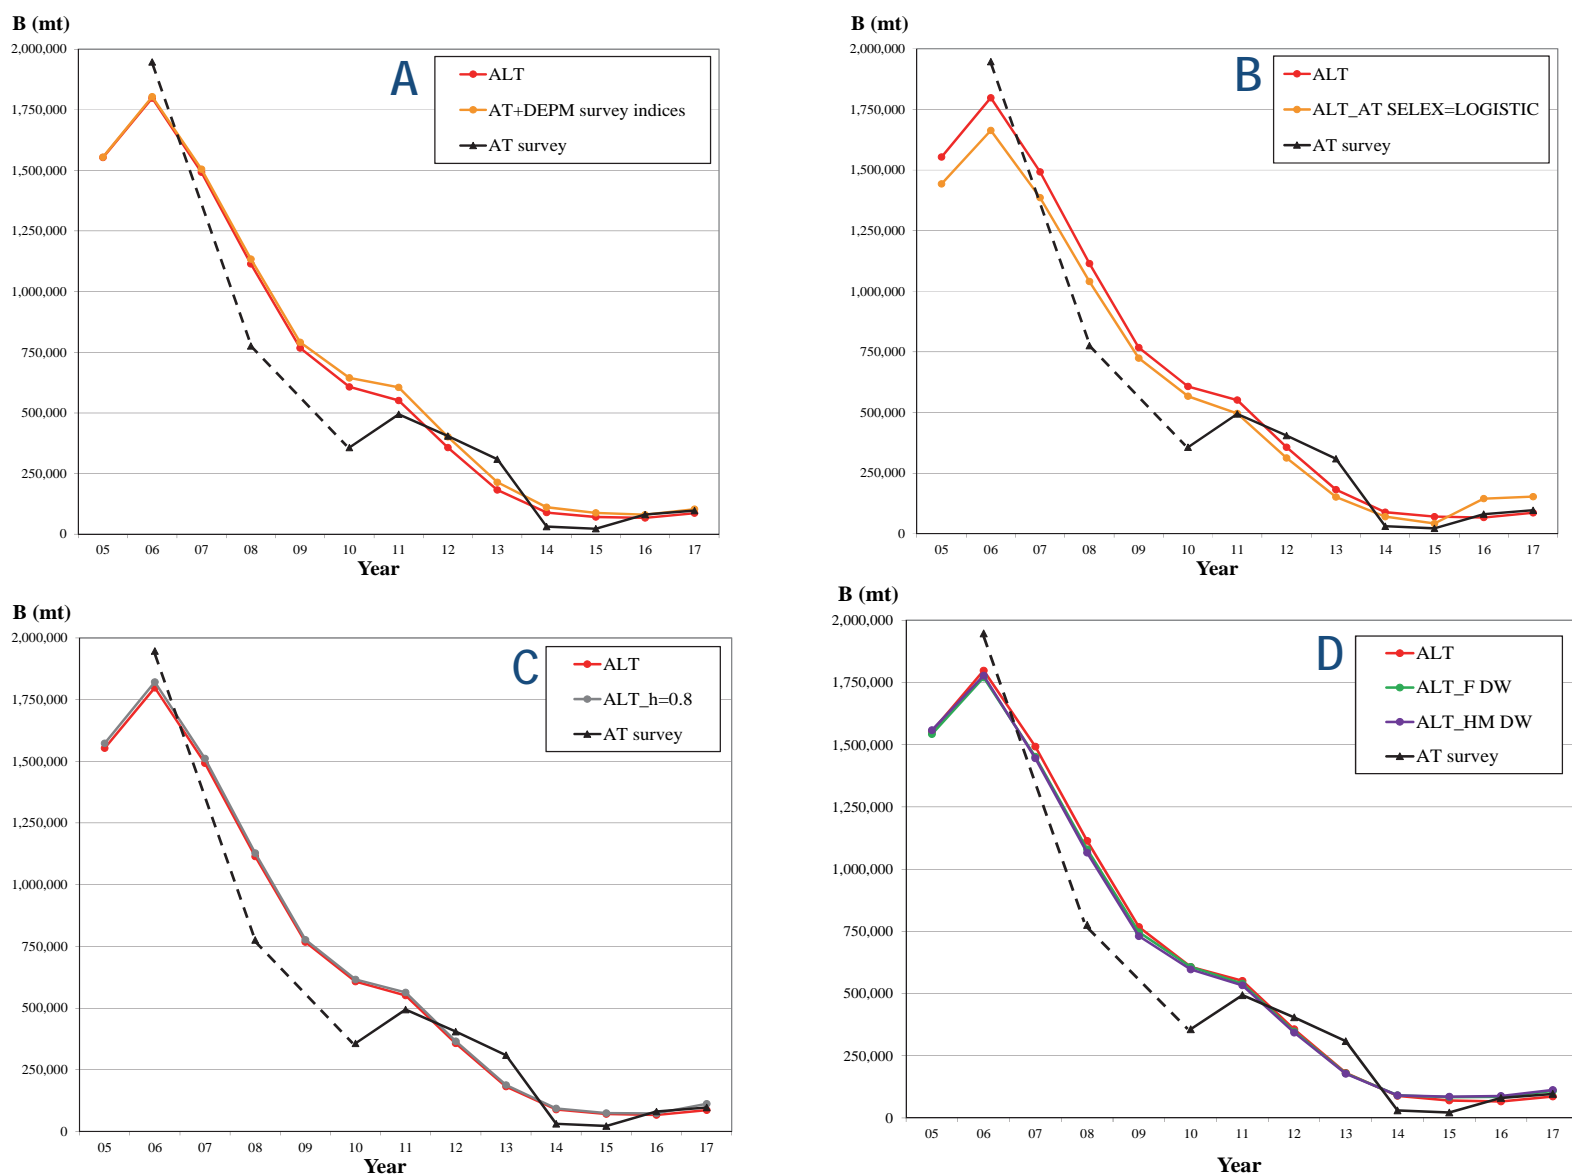 B (mt)
2,000,000
1,750,000
1,500,000
1,250,000
1,000,000
750,000
500,000
250,000
0
A
ALT
AT+DEPM survey indices
AT survey
05 06 07 08 09 10 11 12 13 14 15 16 17
Year
B (mt)
2,000,000
1,750,000
1,500,000
1,250,000
1,000,000
750,000
500,000
250,000
0
B
ALT
ALT_AT SELEX=LOGISTIC
AT survey
05 06 07 08 09 10 11 12 13 14 15 16 17
Year
B (mt)
2,000,000
1,750,000
1,500,000
1,250,000
1,000,000
750,000
500,000
250,000
0
C
ALT
ALT_h=0.8
AT survey
05 06 07 08 09 10 11 12 13 14 15 16 17
Year
B (mt)
2,000,000
1,750,000
1,500,000
1,250,000
1,000,000
750,000
500,000
250,000
0
D
ALT
ALT_F DW
ALT_HM DW
AT survey
05 06 07 08 09 10 11 12 13 14 15 16 17
Year